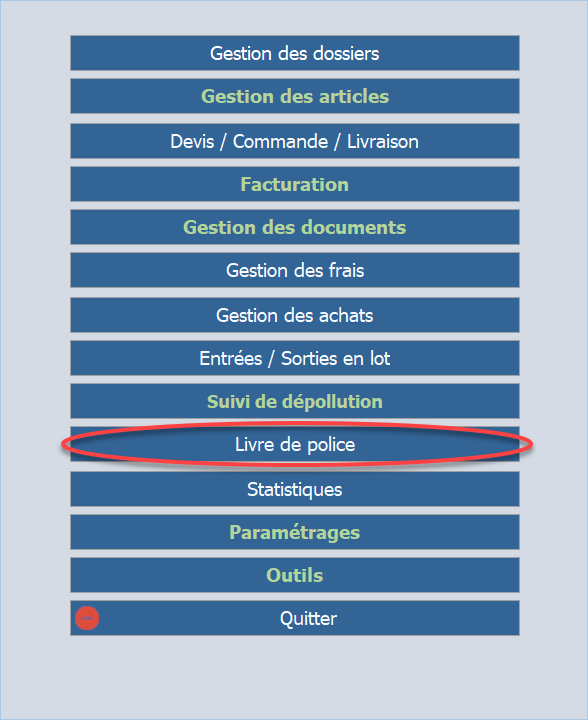 Gestion des dossiers
Gestion des articles
Devis / Commande / Livraison
Facturation
Gestion des documents
Gestion des frais
Gestion des achats
Entrées / Sorties en lot
Suivi de dépollution
Livre de police
Statistiques
Paramétrages
Outils
Quitter